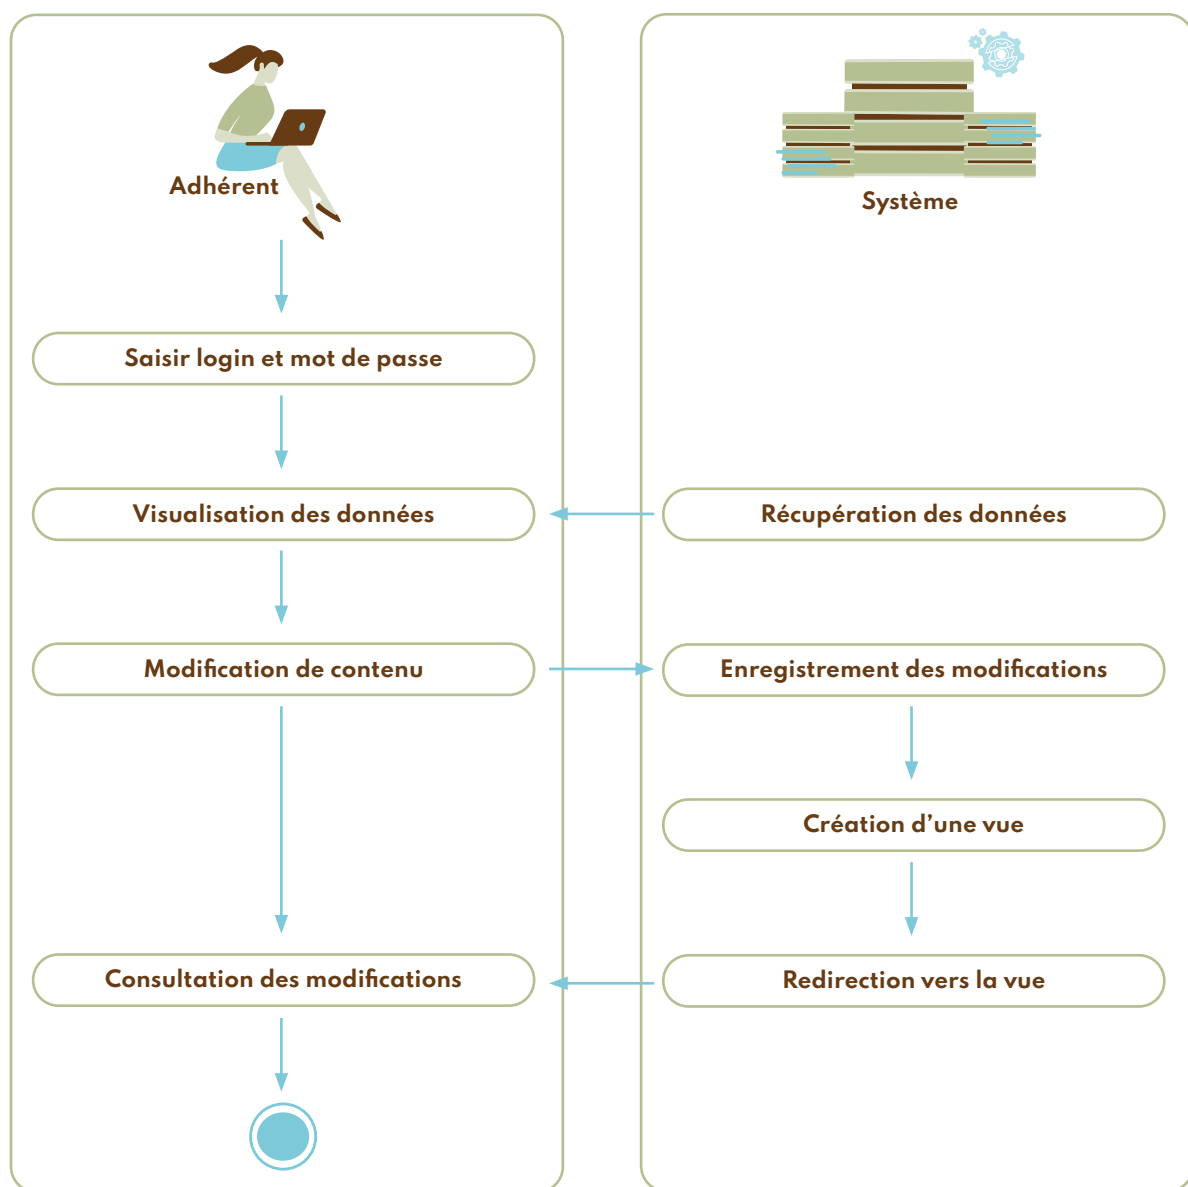 Adhérent
Système
Saisir login et mot de passe
Visualisation des données
Récupération des données
Modification de contenu
Enregistrement des modifications
Création d’une vue
Consultation des modifications
Redirection vers la vue